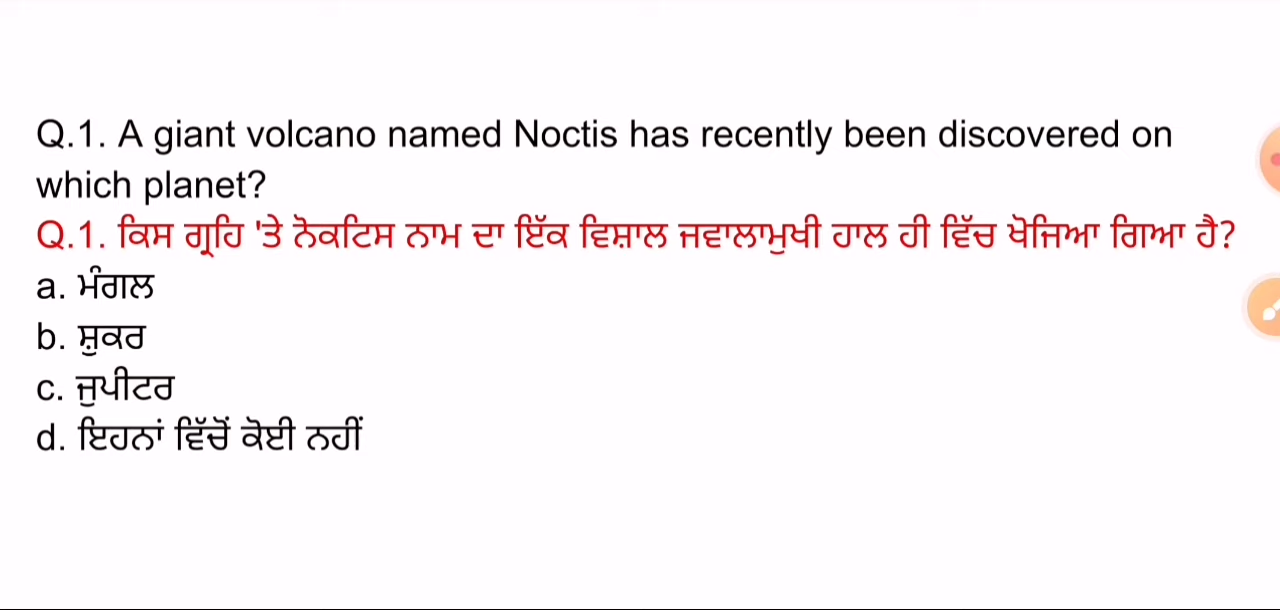 Q.1. A giant volcano named Noctis has recently been discovered on
which planet?
Q.1. ਕਿਸ ਗ੍ਰਹਿ 'ਤੇ ਨੋਕਟਿਸ ਨਾਮ ਦਾ ਇੱਕ ਵਿਸ਼ਾਲ ਜਵਾਲਾਮੁਖੀ ਹਾਲ ਹੀ ਵਿੱਚ ਖੋਜਿਆ ਗਿਆ ਹੈ?
a. ਮੰਗਲ
b. ਸ਼ੁਕਰ
c. ਜੁਪੀਟਰ
d. ਇਹਨਾਂ ਵਿੱਚੋਂ ਕੋਈ ਨਹੀਂ